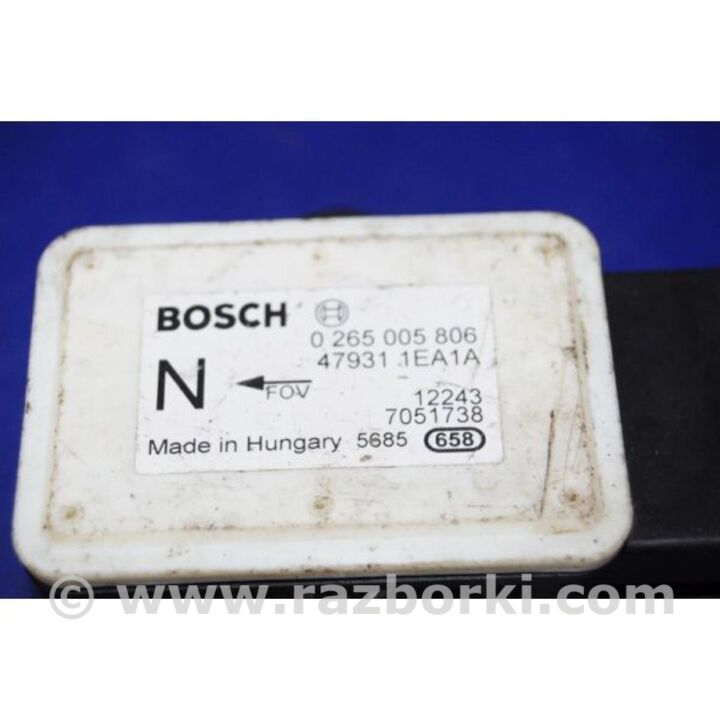 BOSCH
0 265 005 806
47931 1EA1A
N
FOV
12243
7051738
Made in Hungary 5685 658
© www.razborki.com